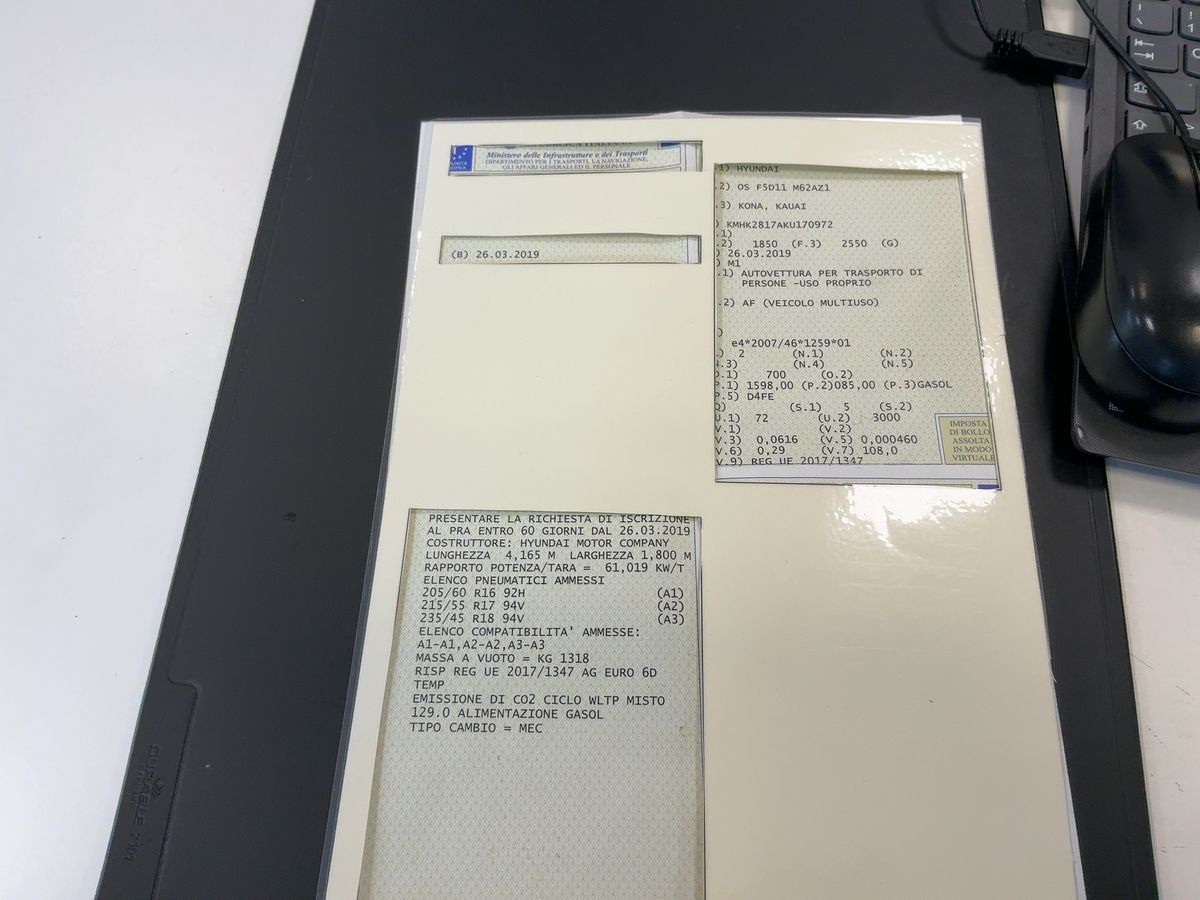 Ministero delle Infrastrutture e dei Trasporti
DIPARTIMENTO PER I TRASPORTI, LA NAVIGAZIONE,
GLI AFFARI GENERALI ED IL PERSONALE
(B) 26.03.2019
.1) HYUNDAI
.2) OS F5D11 M62AZ1
.3) KONA, KAUAI
) KMHK2817AKU170972
.1)
.2) 1850 (F.3) 2550 (G)
) 26.03.2019
) M1
.1) AUTOVETTURA PER TRASPORTO DI
PERSONE -USO PROPRIO
.2) AF (VEICOLO MULTIUSO)
)
e4*2007/46*1259*01
.) 2 (N.1) (N.2)
N.3) (N.4) (N.5)
O.1) 700 (O.2)
P.1) 1598,00 (P.2)085,00 (P.3)GASOL
P.5) D4FE
Q) (S.1) 5 (S.2)
U.1) 72 (U.2) 3000
V.1) (V.2)
V.3) 0,0616 (V.5) 0,000460
V.6) 0,29 (V.7) 108,0
V.9) REG UE 2017/1347
IMPOSTA
DI BOLLO
ASSOLTA
IN MODO
VIRTUALE
PRESENTARE LA RICHIESTA DI ISCRIZIONE
AL PRA ENTRO 60 GIORNI DAL 26.03.2019
COSTRUTTORE: HYUNDAI MOTOR COMPANY
LUNGHEZZA 4,165 M LARGHEZZA 1,800 M
RAPPORTO POTENZA/TARA = 61,019 KW/T
ELENCO PNEUMATICI AMMESSI
205/60 R16 92H (A1)
215/55 R17 94V (A2)
235/45 R18 94V (A3)
ELENCO COMPATIBILITA' AMMESSE:
A1-A1,A2-A2,A3-A3
MASSA A VUOTO = KG 1318
RISP REG UE 2017/1347 AG EURO 6D
TEMP
EMISSIONE DI CO2 CICLO WLTP MISTO
129.0 ALIMENTAZIONE GASOL
TIPO CAMBIO = MEC
DURABLE 7101